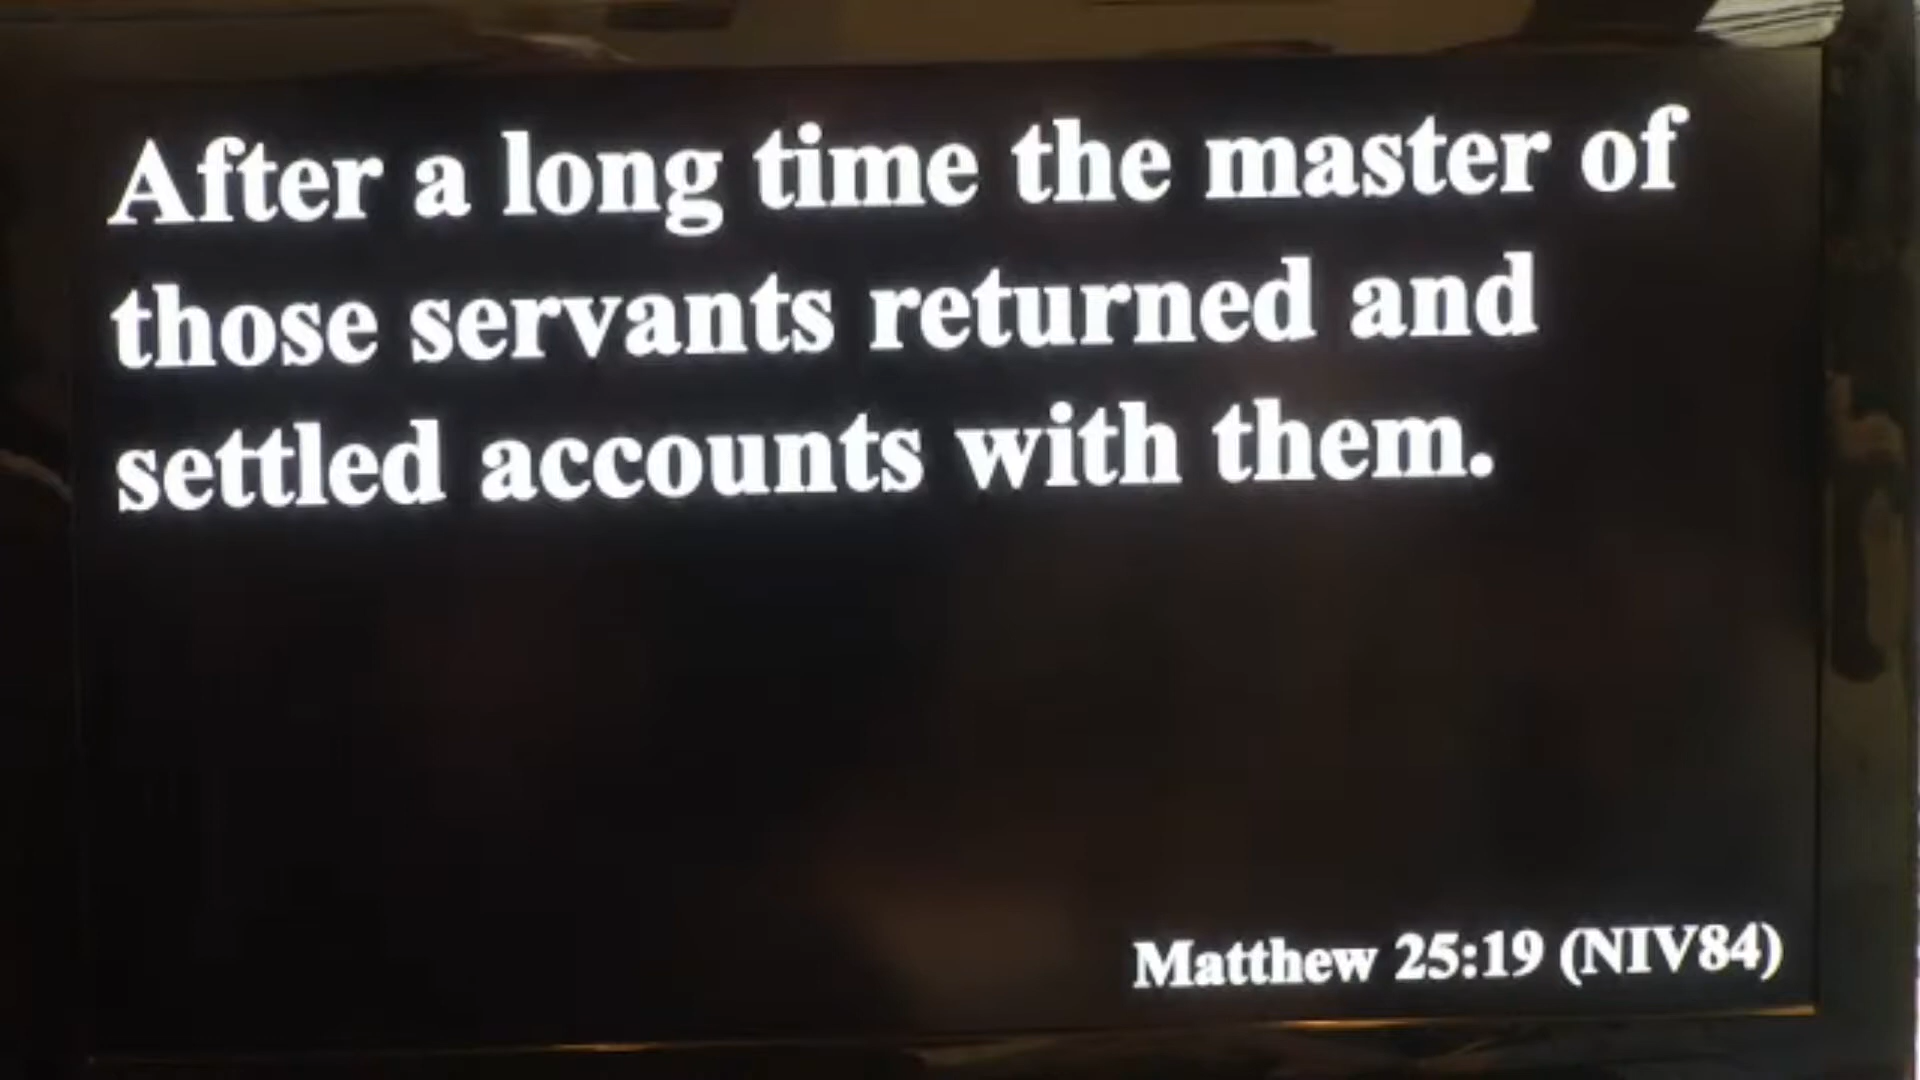 After a long time the master of
those servants returned and
settled accounts with them.
Matthew 25:19 (NIV84)